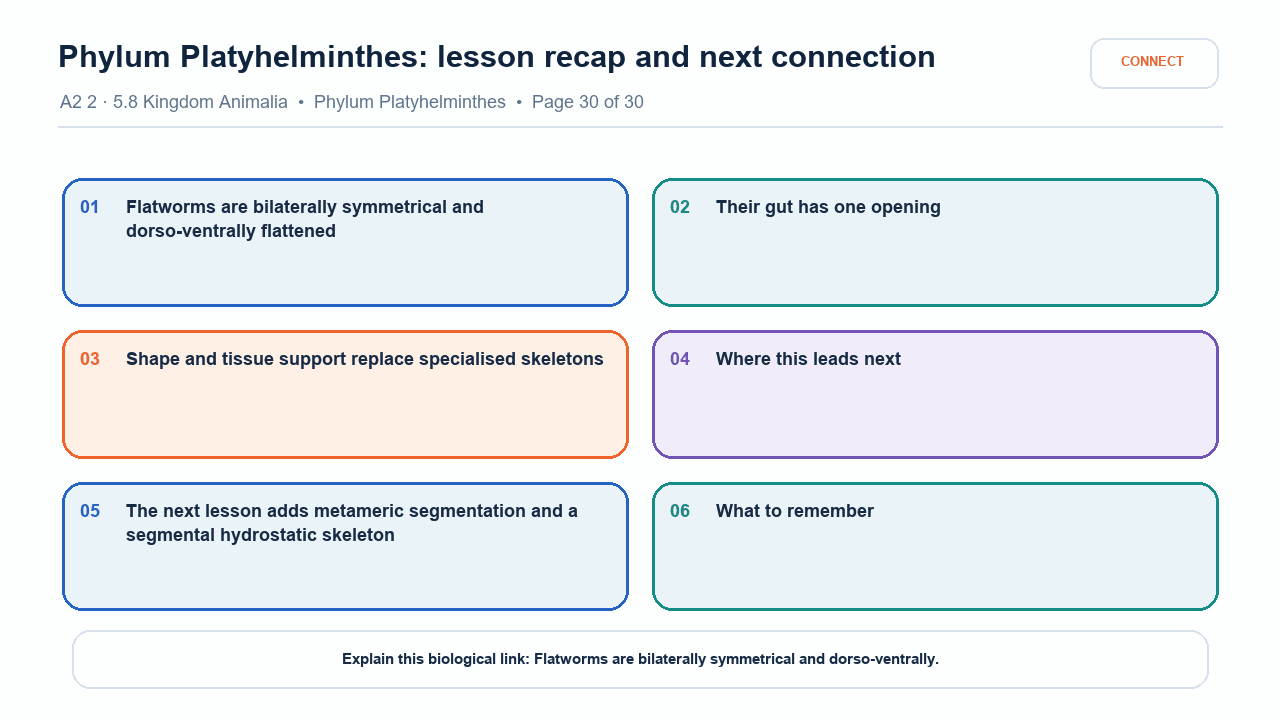 Phylum Platyhelminthes: lesson recap and next connection
CONNECT
A2 2 · 5.8 Kingdom Animalia • Phylum Platyhelminthes • Page 30 of 30
01 Flatworms are bilaterally symmetrical and
dorso-ventrally flattened
02 Their gut has one opening
03 Shape and tissue support replace specialised skeletons
04 Where this leads next
05 The next lesson adds metameric segmentation and a
segmental hydrostatic skeleton
06 What to remember
Explain this biological link: Flatworms are bilaterally symmetrical and dorso-ventrally.